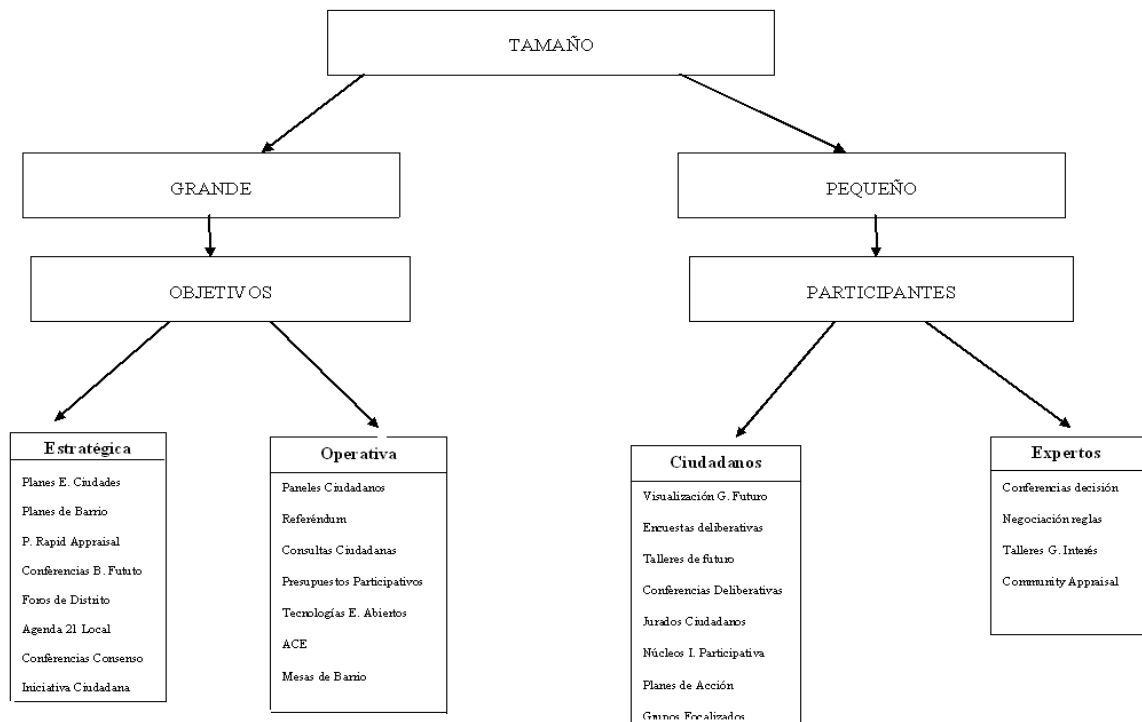 TAMAÑO
GRANDE
PEQUEÑO
OBJETIVOS
PARTICIPANTES
Estratégica
Planes E. Ciudades
Planes de Barrio
P. Rapid Appraisal
Conferencias B. Fututo
Foros de Distrito
Agenda 21 Local
Conferencias Consenso
Iniciativa Ciudadana
Operativa
Paneles Ciudadanos
Referéndum
Consultas Ciudadanas
Presupuestos Participativos
Tecnologías E. Abiertos
ACE
Mesas de Barrio
Ciudadanos
Visualización G. Futuro
Encuestas deliberativas
Talleres de futuro
Conferencias Deliberativas
Jurados Ciudadanos
Núcleos I. Participativa
Planes de Acción
Grupos Focalizados
Expertos
Conferencias decisión
Negociación reglas
Talleres G. Interés
Community Appraisal